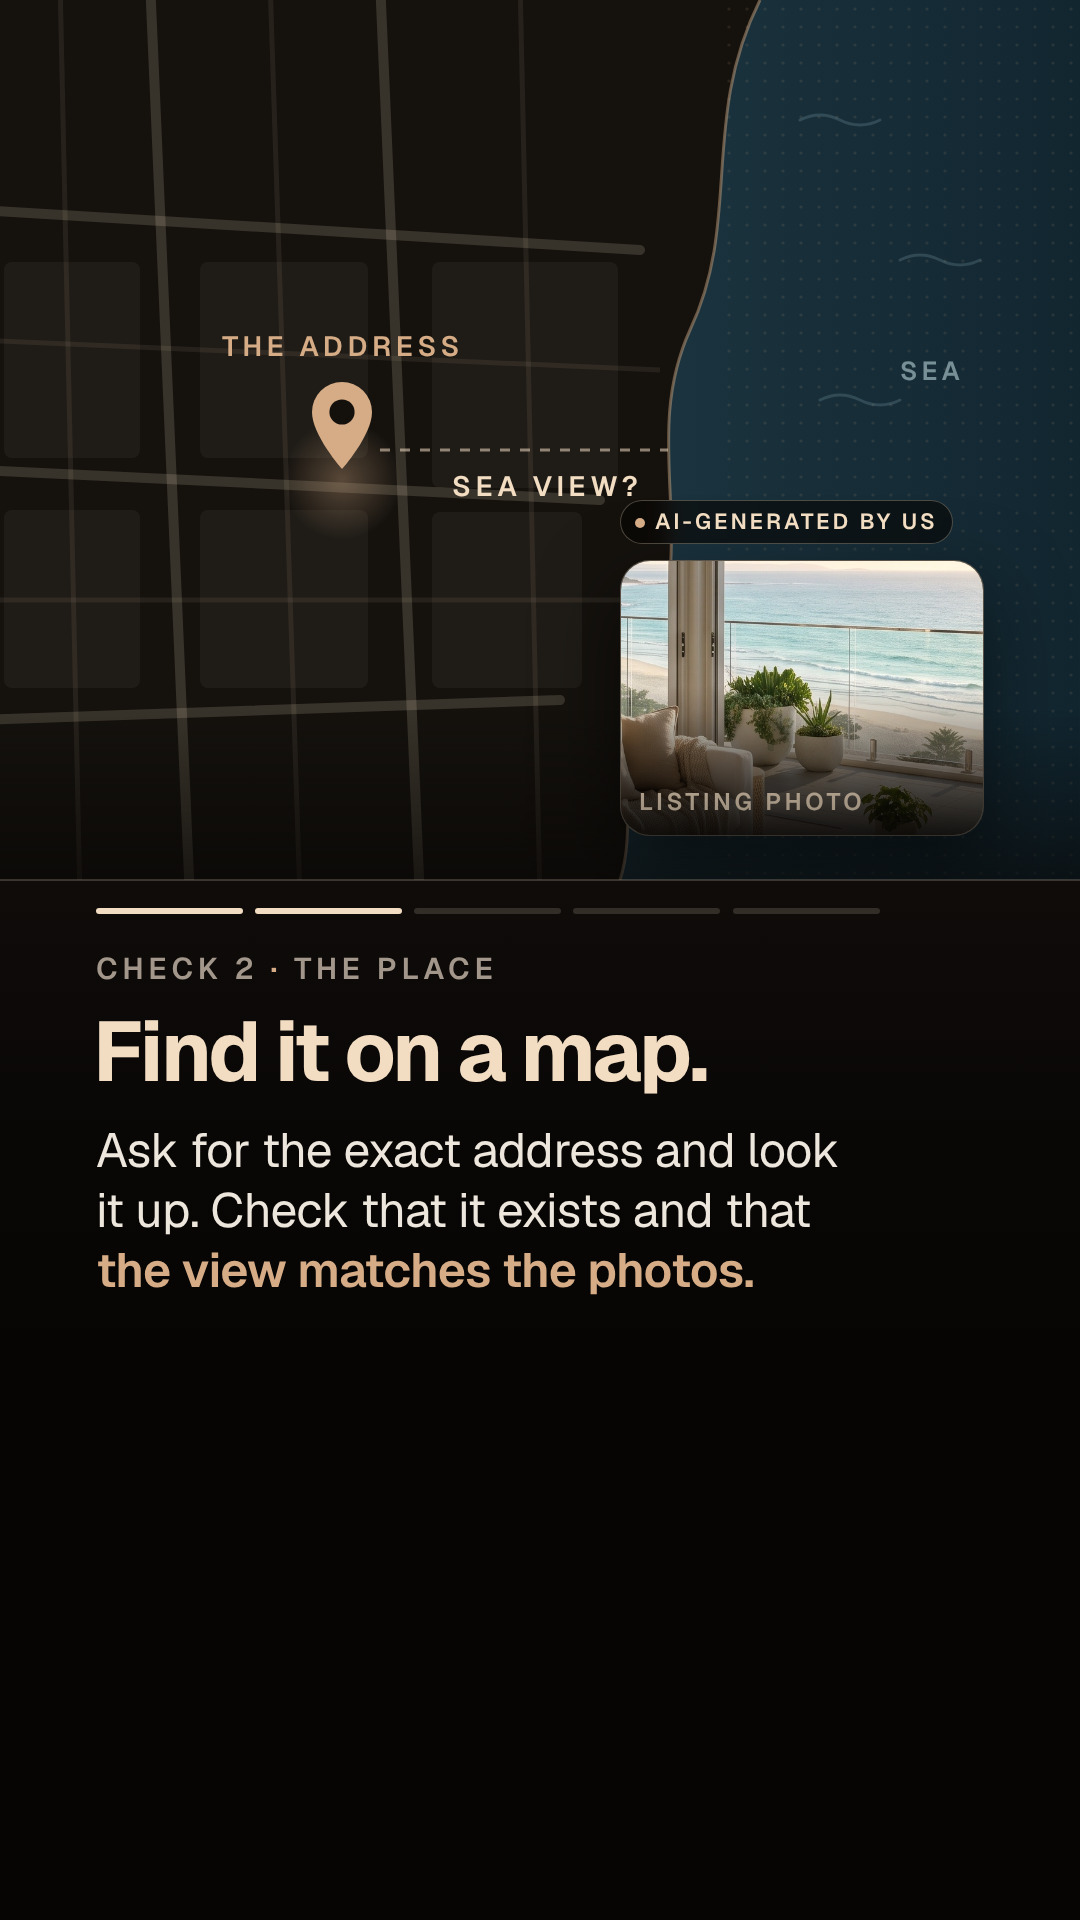 THE ADDRESS
SEA
SEA VIEW?
AI-GENERATED BY US
LISTING PHOTO
CHECK 2 · THE PLACE
Find it on a map.
Ask for the exact address and look
it up. Check that it exists and that
the view matches the photos.